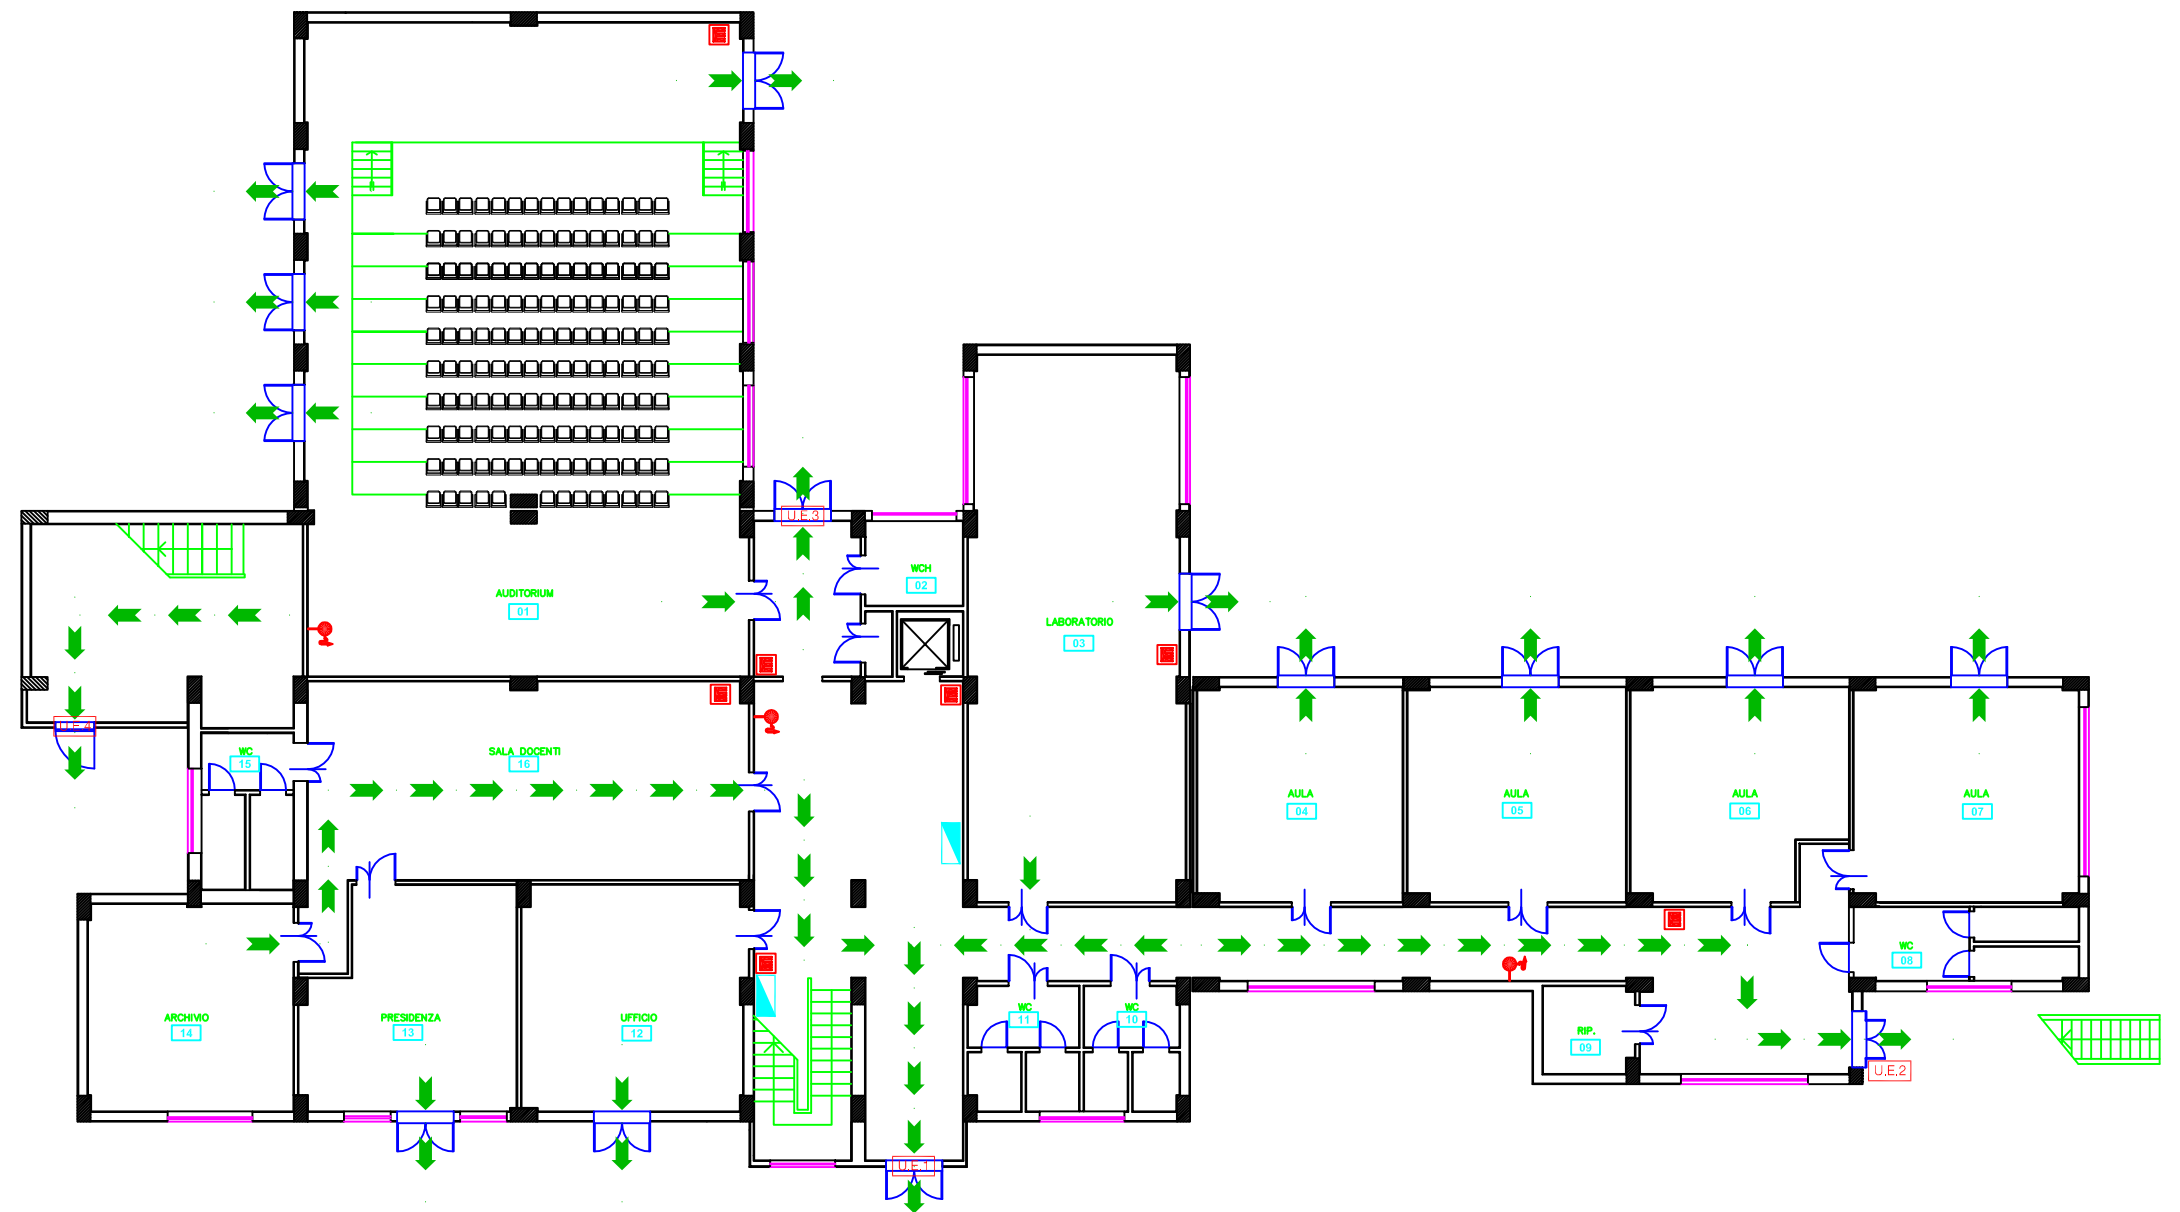 U.E.3
WCH
02
AUDITORIUM
01
LABORATORIO
03
U.E.4
WC
15
SALA DOCENTI
16
AULA
04
AULA
05
AULA
06
AULA
07
WC
08
ARCHIVIO
14
PRESIDENZA
13
UFFICIO
12
WC
11
WC
10
RIP.
09
U.E.2
U.E.1